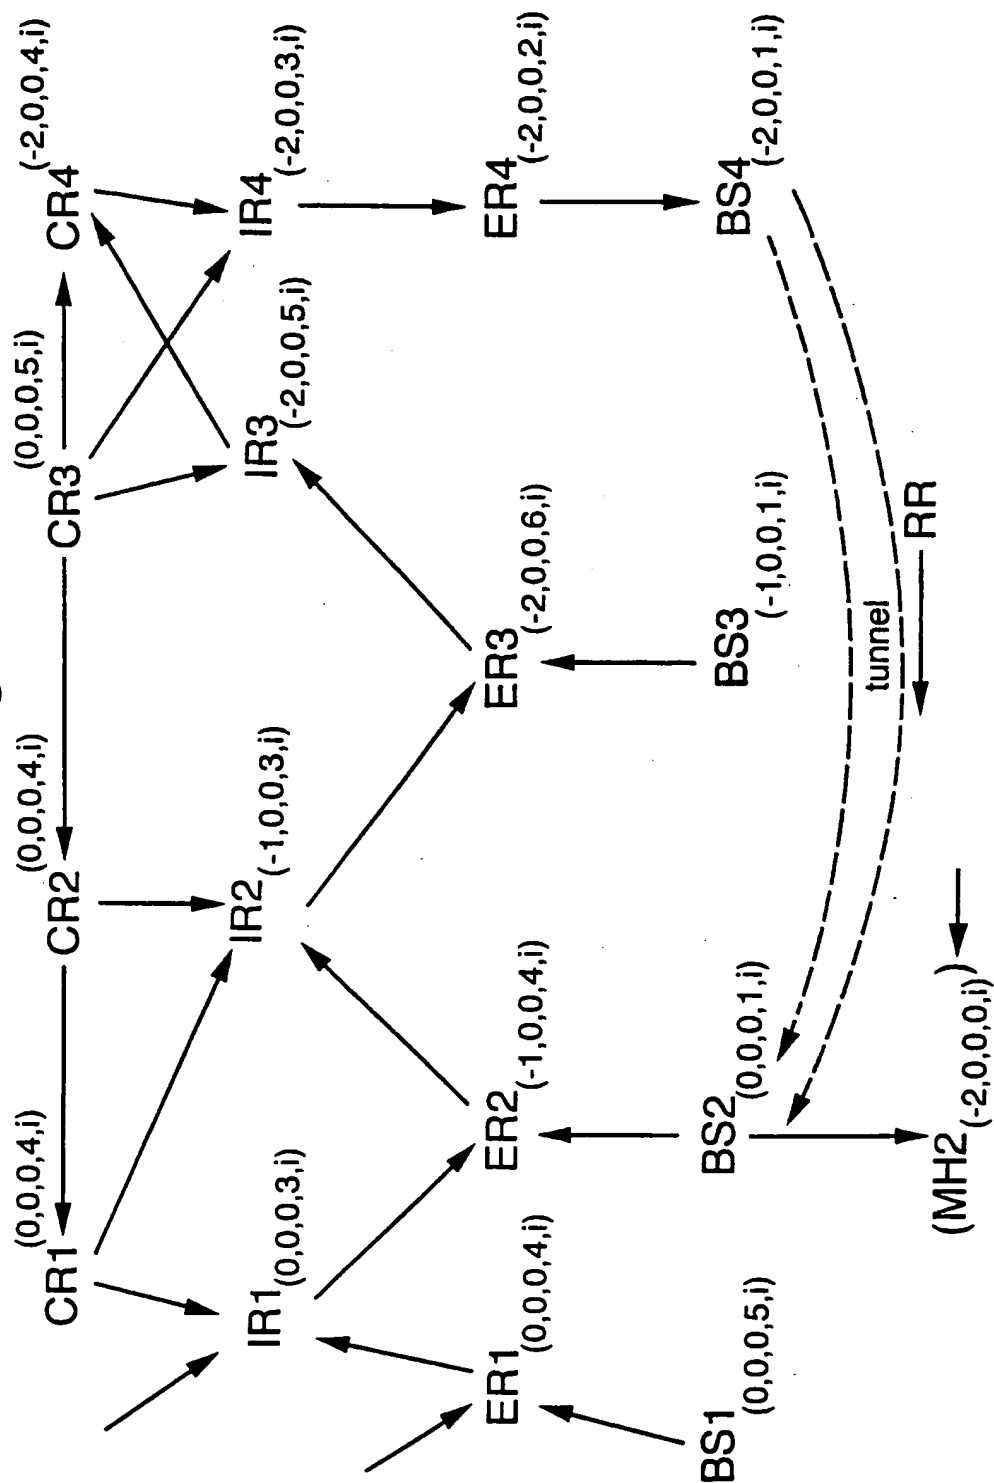 CR1 (0,0,0,4,i)
CR2 (0,0,0,4,i)
CR3 (0,0,0,5,i)
CR4 (-2,0,0,4,i)
IR1 (0,0,0,3,i)
IR2 (-1,0,0,3,i)
IR3 (-2,0,0,5,i)
IR4 (-2,0,0,3,i)
ER1 (0,0,0,4,i)
ER2 (-1,0,0,4,i)
ER3 (-2,0,0,6,i)
ER4 (-2,0,0,2,i)
BS1 (0,0,0,5,i)
BS2 (0,0,0,1,i)
BS3 (-1,0,0,1,i)
BS4 (-2,0,0,1,i)
tunnel
RR
(MH2 (-2,0,0,0,i) )